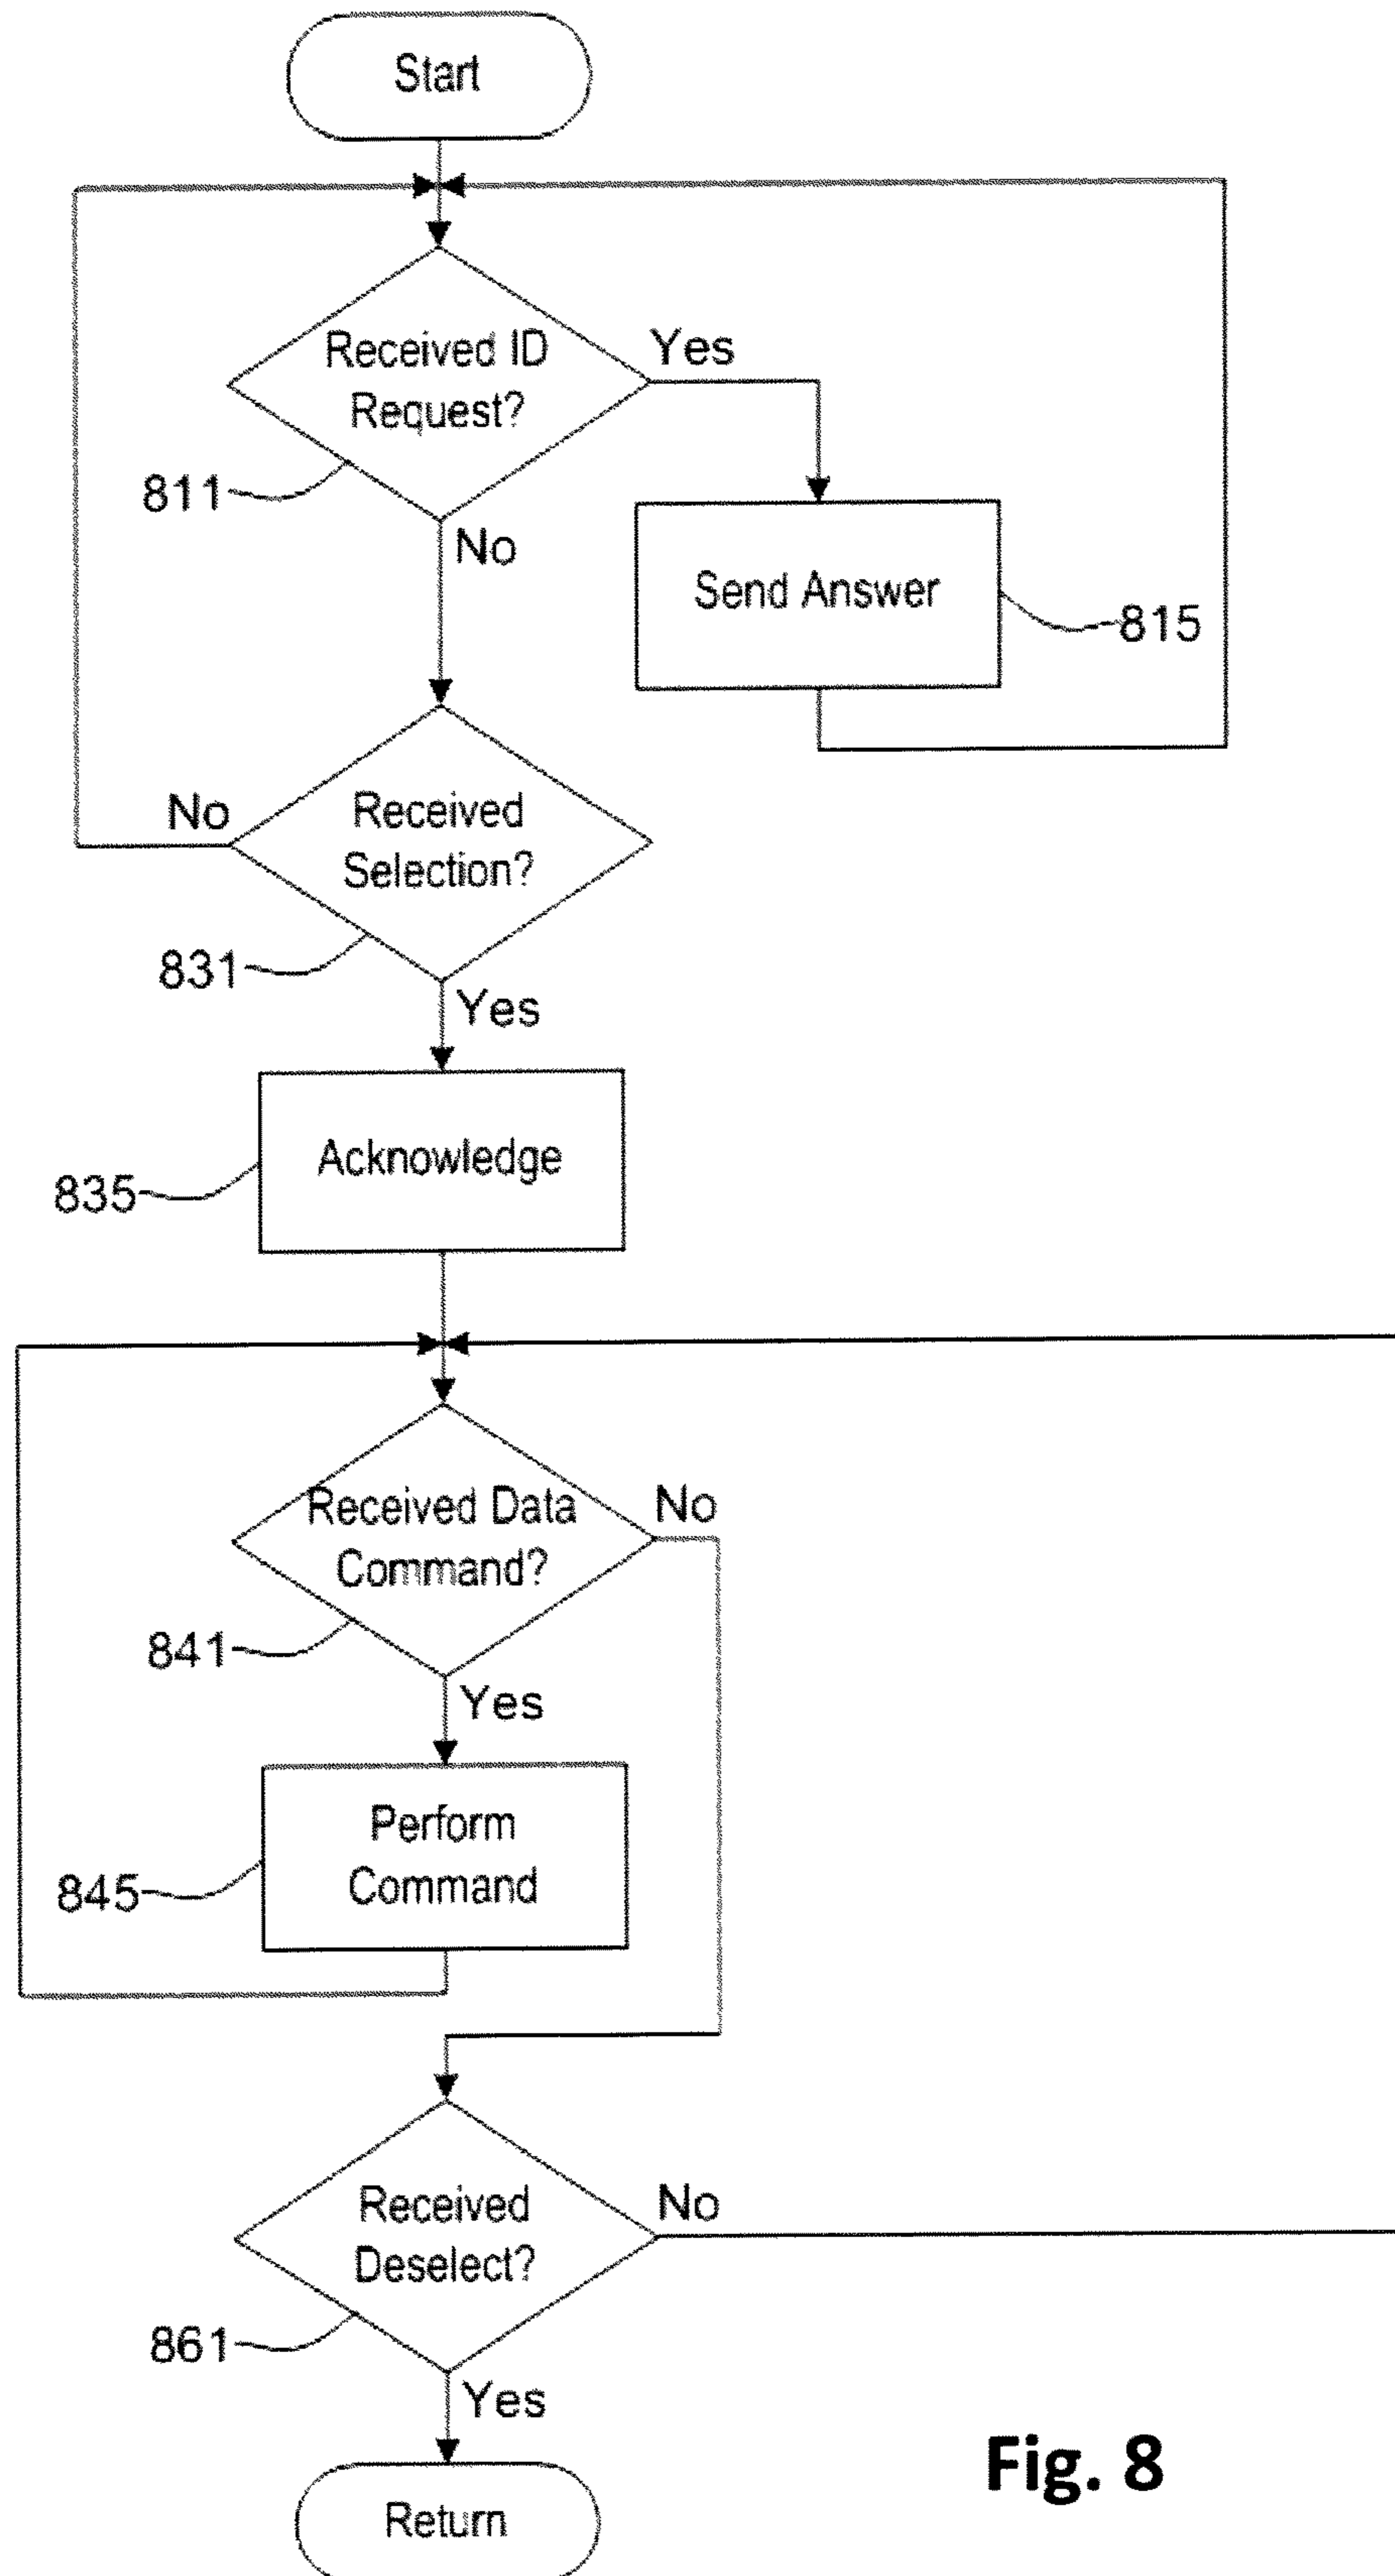 Start
Received ID
Request?
Yes
811
No
Send Answer
815
No
Received
Selection?
831
Yes
Acknowledge
835
Received Data
Command?
No
841
Yes
Perform
Command
845
Received
Deselect?
No
861
Yes
Return
Fig. 8